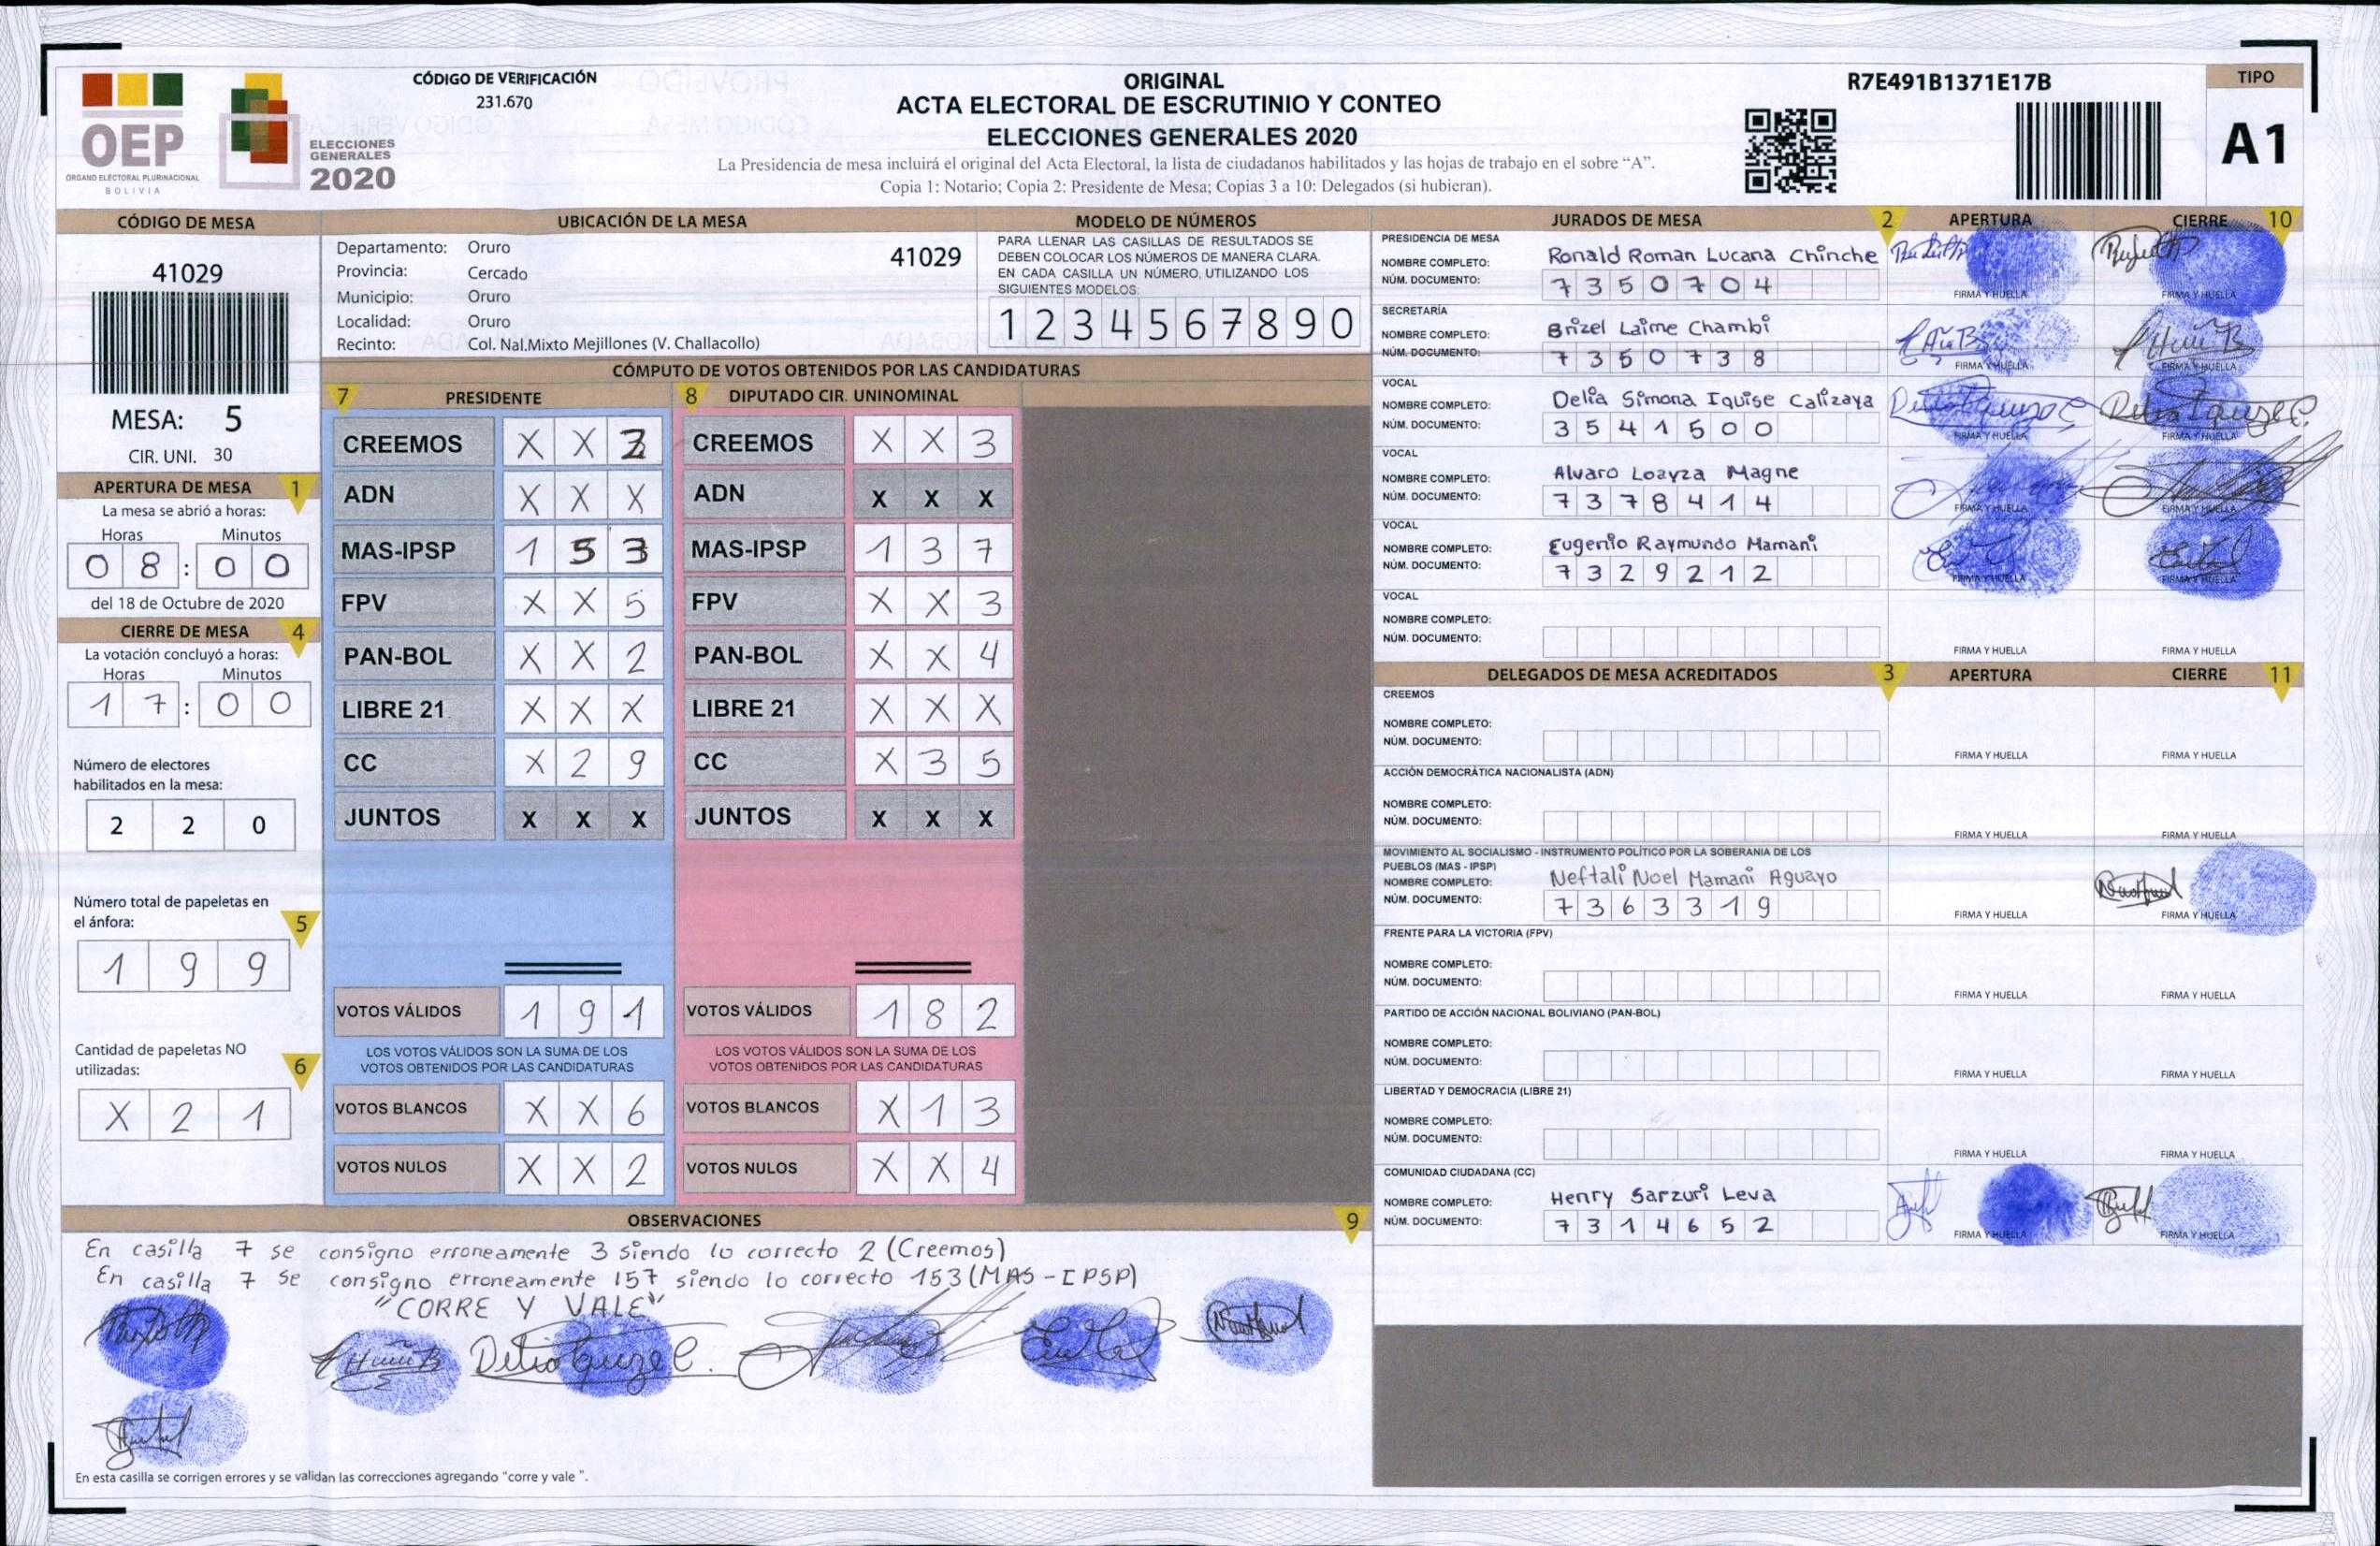 OEP
ÓRGANO ELECTORAL PLURINACIONAL
BOLIVIA
ELECCIONES
GENERALES
2020
CÓDIGO DE VERIFICACIÓN
231.670
ORIGINAL
ACTA ELECTORAL DE ESCRUTINIO Y CONTEO
ELECCIONES GENERALES 2020
La Presidencia de mesa incluirá el original del Acta Electoral, la lista de ciudadanos habilitados y las hojas de trabajo en el sobre “A”.
Copia 1: Notario; Copia 2: Presidente de Mesa; Copias 3 a 10: Delegados (si hubieran).
R7E491B1371E17B
TIPO
A1
CÓDIGO DE MESA
41029
MESA: 5
CIR. UNI. 30
APERTURA DE MESA 1
La mesa se abrió a horas:
Horas Minutos
0 8 : 0 0
del 18 de Octubre de 2020
CIERRE DE MESA 4
La votación concluyó a horas:
Horas Minutos
1 7 : 0 0
Número de electores
habilitados en la mesa:
2 2 0
Número total de papeletas en
el ánfora: 5
1 9 9
Cantidad de papeletas NO
utilizadas: 6
X 2 1
UBICACIÓN DE LA MESA
Departamento: Oruro 41029
Provincia: Cercado
Municipio: Oruro
Localidad: Oruro
Recinto: Col. Nal.Mixto Mejillones (V. Challacollo)
MODELO DE NÚMEROS
PARA LLENAR LAS CASILLAS DE RESULTADOS SE
DEBEN COLOCAR LOS NÚMEROS DE MANERA CLARA.
EN CADA CASILLA UN NÚMERO, UTILIZANDO LOS
SIGUIENTES MODELOS:
1 2 3 4 5 6 7 8 9 0
CÓMPUTO DE VOTOS OBTENIDOS POR LAS CANDIDATURAS
7 PRESIDENTE
CREEMOS X X 2
ADN X X X
MAS-IPSP 1 5 3
FPV X X 5
PAN-BOL X X 2
LIBRE 21 X X X
CC X 2 9
JUNTOS X X X
VOTOS VÁLIDOS 1 9 1
LOS VOTOS VÁLIDOS SON LA SUMA DE LOS
VOTOS OBTENIDOS POR LAS CANDIDATURAS
VOTOS BLANCOS X X 6
VOTOS NULOS X X 2
8 DIPUTADO CIR. UNINOMINAL
CREEMOS X X 3
ADN X X X
MAS-IPSP 1 3 7
FPV X X 3
PAN-BOL X X 4
LIBRE 21 X X X
CC X 3 5
JUNTOS X X X
VOTOS VÁLIDOS 1 8 2
LOS VOTOS VÁLIDOS SON LA SUMA DE LOS
VOTOS OBTENIDOS POR LAS CANDIDATURAS
VOTOS BLANCOS X 1 3
VOTOS NULOS X X 4
OBSERVACIONES 9
En casilla 7 se consigno erroneamente 3 siendo lo correcto 2 (Creemos)
En casilla 7 se consigno erroneamente 157 siendo lo correcto 153 (MAS-IPSP)
"CORRE Y VALE"
En esta casilla se corrigen errores y se validan las correcciones agregando "corre y vale ".
JURADOS DE MESA 2 APERTURA CIERRE 10
PRESIDENCIA DE MESA
NOMBRE COMPLETO: Ronald Roman Lucana Chinche
NÚM. DOCUMENTO: 7 3 5 0 7 0 4
FIRMA Y HUELLA FIRMA Y HUELLA
SECRETARÍA
NOMBRE COMPLETO: Brizel Laime Chambi
NÚM. DOCUMENTO: 7 3 5 0 7 3 8
FIRMA Y HUELLA FIRMA Y HUELLA
VOCAL
NOMBRE COMPLETO: Delia Simona Iquise Calizaya
NÚM. DOCUMENTO: 3 5 4 1 5 0 0
FIRMA Y HUELLA FIRMA Y HUELLA
VOCAL
NOMBRE COMPLETO: Alvaro Loayza Magne
NÚM. DOCUMENTO: 7 3 7 8 4 1 4
FIRMA Y HUELLA FIRMA Y HUELLA
VOCAL
NOMBRE COMPLETO: Eugenio Raymundo Mamani
NÚM. DOCUMENTO: 7 3 2 9 2 1 2
FIRMA Y HUELLA FIRMA Y HUELLA
VOCAL
NOMBRE COMPLETO:
NÚM. DOCUMENTO:
FIRMA Y HUELLA FIRMA Y HUELLA
DELEGADOS DE MESA ACREDITADOS 3 APERTURA CIERRE 11
CREEMOS
NOMBRE COMPLETO:
NÚM. DOCUMENTO:
FIRMA Y HUELLA FIRMA Y HUELLA
ACCIÓN DEMOCRÁTICA NACIONALISTA (ADN)
NOMBRE COMPLETO:
NÚM. DOCUMENTO:
FIRMA Y HUELLA FIRMA Y HUELLA
MOVIMIENTO AL SOCIALISMO - INSTRUMENTO POLÍTICO POR LA SOBERANIA DE LOS
PUEBLOS (MAS - IPSP)
NOMBRE COMPLETO: Neftali Noel Mamani Aguayo
NÚM. DOCUMENTO: 7 3 6 3 3 1 9
FIRMA Y HUELLA FIRMA Y HUELLA
FRENTE PARA LA VICTORIA (FPV)
NOMBRE COMPLETO:
NÚM. DOCUMENTO:
FIRMA Y HUELLA FIRMA Y HUELLA
PARTIDO DE ACCIÓN NACIONAL BOLIVIANO (PAN-BOL)
NOMBRE COMPLETO:
NÚM. DOCUMENTO:
FIRMA Y HUELLA FIRMA Y HUELLA
LIBERTAD Y DEMOCRACIA (LIBRE 21)
NOMBRE COMPLETO:
NÚM. DOCUMENTO:
FIRMA Y HUELLA FIRMA Y HUELLA
COMUNIDAD CIUDADANA (CC)
NOMBRE COMPLETO: Henry Sarzuri Leva
NÚM. DOCUMENTO: 7 3 1 4 6 5 2
FIRMA Y HUELLA FIRMA Y HUELLA